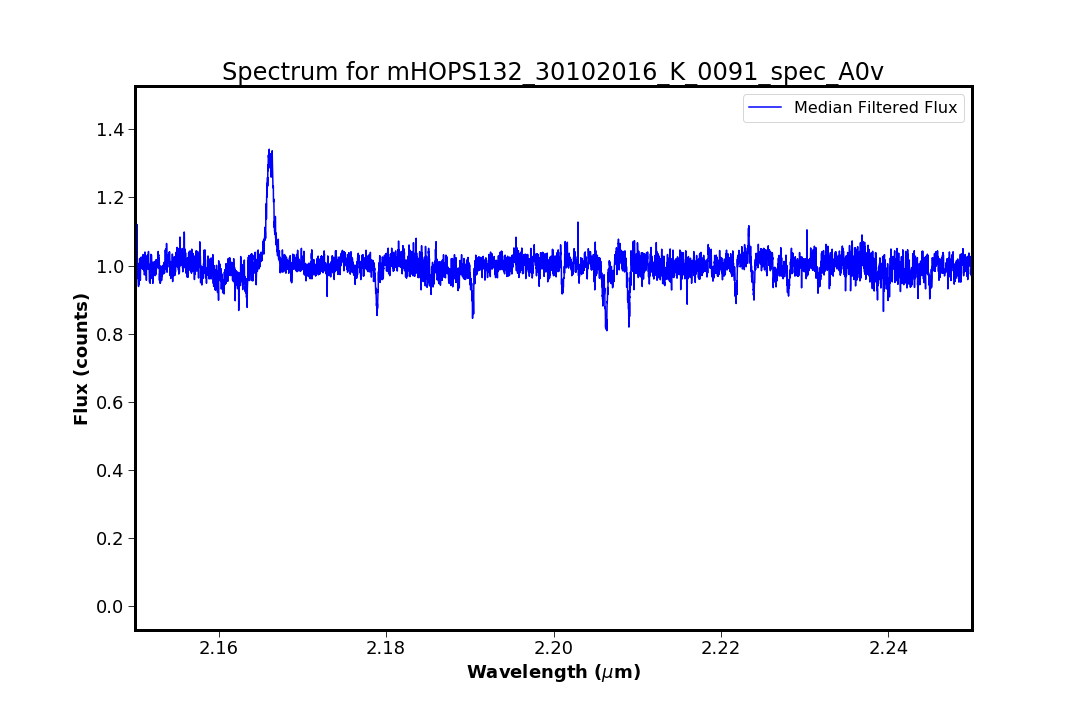 Spectrum for mHOPS132_30102016_K_0091_spec_A0v
Median Filtered Flux
1.4
1.2
1.0
0.8
0.6
0.4
0.2
0.0
Flux (counts)
2.16 2.18 2.20 2.22 2.24
Wavelength (μm)